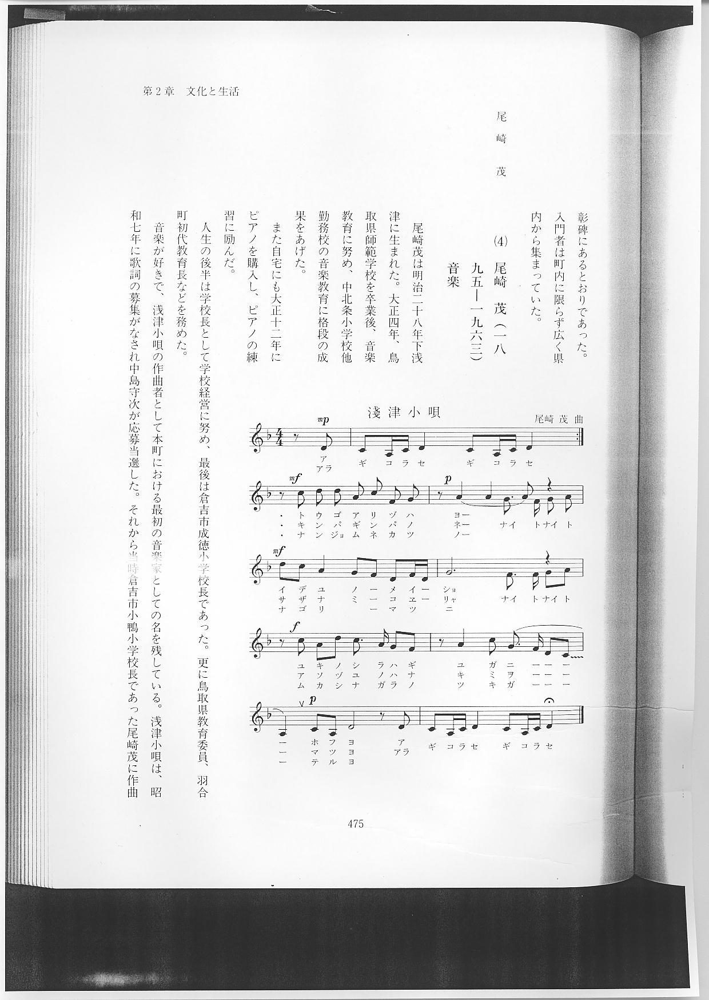 第2章　文化と生活
尾崎　茂
彰碑にあるとおりであった。
入門者は町内に限らず広く県
内から集まっていた。
(4)　尾崎　茂（一八
九五―一九六三）
音楽
尾崎茂は明治二十八年下浅
津に生まれた。大正四年、鳥
取県師範学校を卒業後、音楽
教育に努め、中北条小学校他
勤務校の音楽教育に格段の成
果をあげた。
また自宅にも大正十二年に
ピアノを購入し、ピアノの練
習に励んだ。
人生の後半は学校長として学校経営に努め、最後は倉吉市成徳小学校長であった。更に鳥取県教育委員、羽合
町初代教育長などを務めた。
音楽が好きで、浅津小唄の作曲者として本町における最初の音楽家としての名を残している。浅津小唄は、昭
和七年に歌詞の募集がなされ中島守次が応募当選した。それから当時倉吉市小鴨小学校長であった尾崎茂に作曲
淺津小唄
尾崎 茂 曲
mp
ア ギ コ ラ セ ギ コ ラ セ
アラ
mf p
・ ト ウ ゴ ア リ ヅ ハ ヨー
・ キ ン パ ギ ン パ ノ ネー ナイ トナイ ト
・ ナ ン ジョ ム ネ カ ツ ノー
mf
イ デ ユ ノ ー メ イ ー ショ
サ ザ ナ ミ ー コ ヱ ー リャ ナイ トナイ ト
ナ ゴ リ ー マ ツ ニ
f
ユ キ ノ シ ラ ハ ギ ユ ガ ニ ー ー ー
ア ソ ヅ ユ ノ ハ ナ キ ミ ヲ ー ー ー
ム カ シ ナ ガ ラ ノ ツ キ ガ ー ー ー
p
ー ホ フ ヨ ア ギ コ ラ セ ギ コ ラ セ
ー マ ツ ヨ アラ
ー テ ル ヨ
475